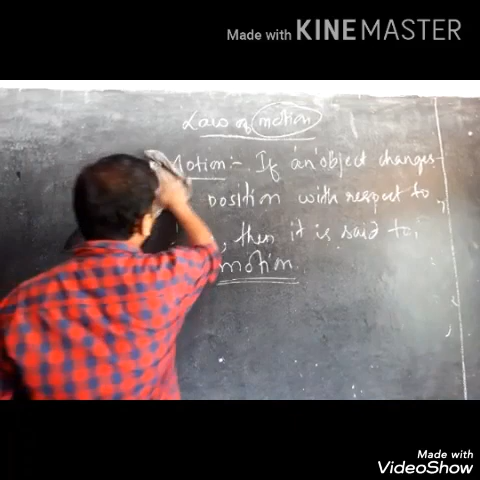 Made with KINEMASTER
Law of motion
Motion:- If an object changes
position with respect to,
, then it is said to
motion
Made with
VideoShow